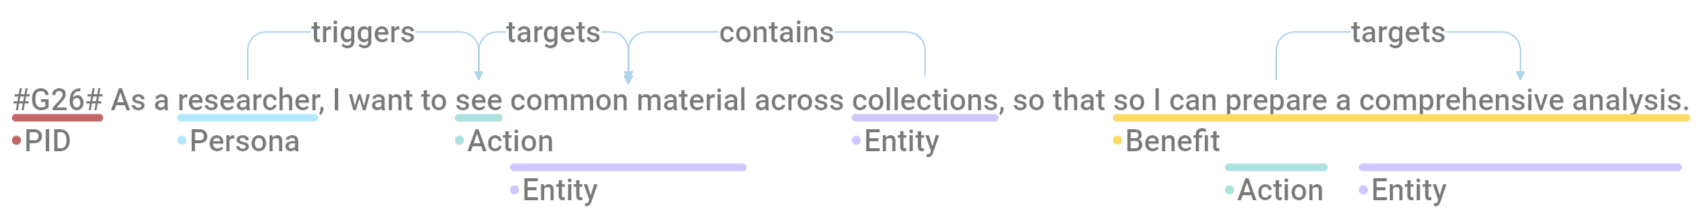 triggers targets contains targets
#G26# As a researcher, I want to see common material across collections, so that so I can prepare a comprehensive analysis.
PID Persona Action Entity Benefit
Entity Action Entity